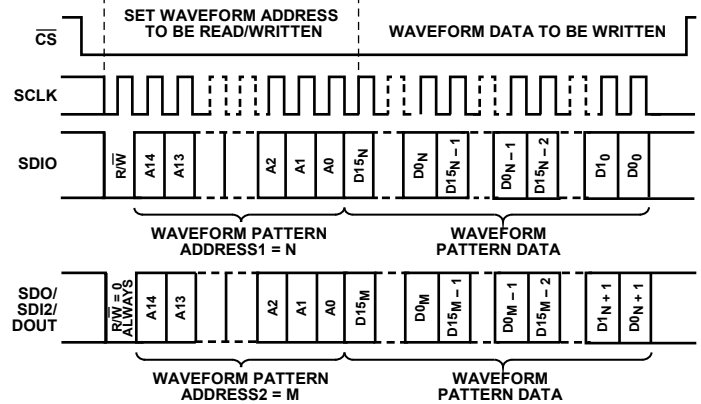 SET WAVEFORM ADDRESS
TO BE READ/WRITTEN
WAVEFORM DATA TO BE WRITTEN
CS
SCLK
SDIO
R/W
A14
A13
A2
A1
A0
D15N
D0N
D15N – 1
D0N – 1
D15N – 2
D10
D00
WAVEFORM PATTERN
ADDRESS1 = N
WAVEFORM
PATTERN DATA
SDO/
SDI2/
DOUT
R/W = 0
ALWAYS
A14
A13
A2
A1
A0
D15M
D0M
D15M – 1
D0M – 1
D15M – 2
D1N + 1
D0N + 1
WAVEFORM PATTERN
ADDRESS2 = M
WAVEFORM
PATTERN DATA